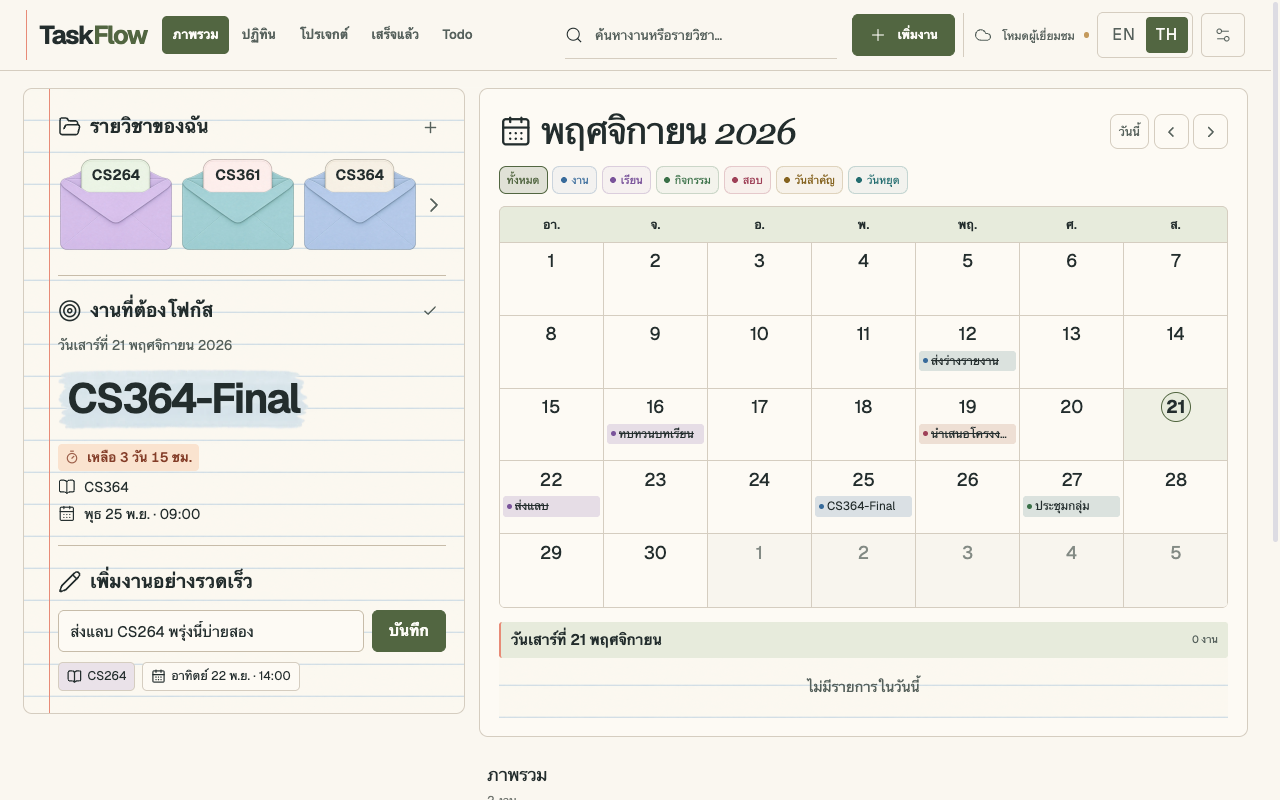 TaskFlow ภาพรวม ปฏิทิน โปรเจกต์ เสร็จแล้ว Todo ค้นหางานหรือรายวิชา... เพิ่มงาน โหมดผู้เยี่ยมชม EN TH
รายวิชาของฉัน
CS264 CS361 CS364
งานที่ต้องโฟกัส
วันเสาร์ที่ 21 พฤศจิกายน 2026
CS364-Final
เหลือ 3 วัน 15 ชม.
CS364
พุธ 25 พ.ย. · 09:00
เพิ่มงานอย่างรวดเร็ว
ส่งแลบ CS264 พรุ่งนี้บ่ายสอง บันทึก
CS264 อาทิตย์ 22 พ.ย. · 14:00
พฤศจิกายน 2026 วันนี้
ทั้งหมด งาน เรียน กิจกรรม สอบ วันสำคัญ วันหยุด
อา. จ. อ. พ. พฤ. ศ. ส.
1 2 3 4 5 6 7
8 9 10 11 12 13 14
ส่งร่างรายงาน
15 16 17 18 19 20 21
ทบทวนบทเรียน นำเสนอโครงง...
22 23 24 25 26 27 28
ส่งแลบ CS364-Final ประชุมกลุ่ม
29 30 1 2 3 4 5
วันเสาร์ที่ 21 พฤศจิกายน 0 งาน
ไม่มีรายการในวันนี้
ภาพรวม